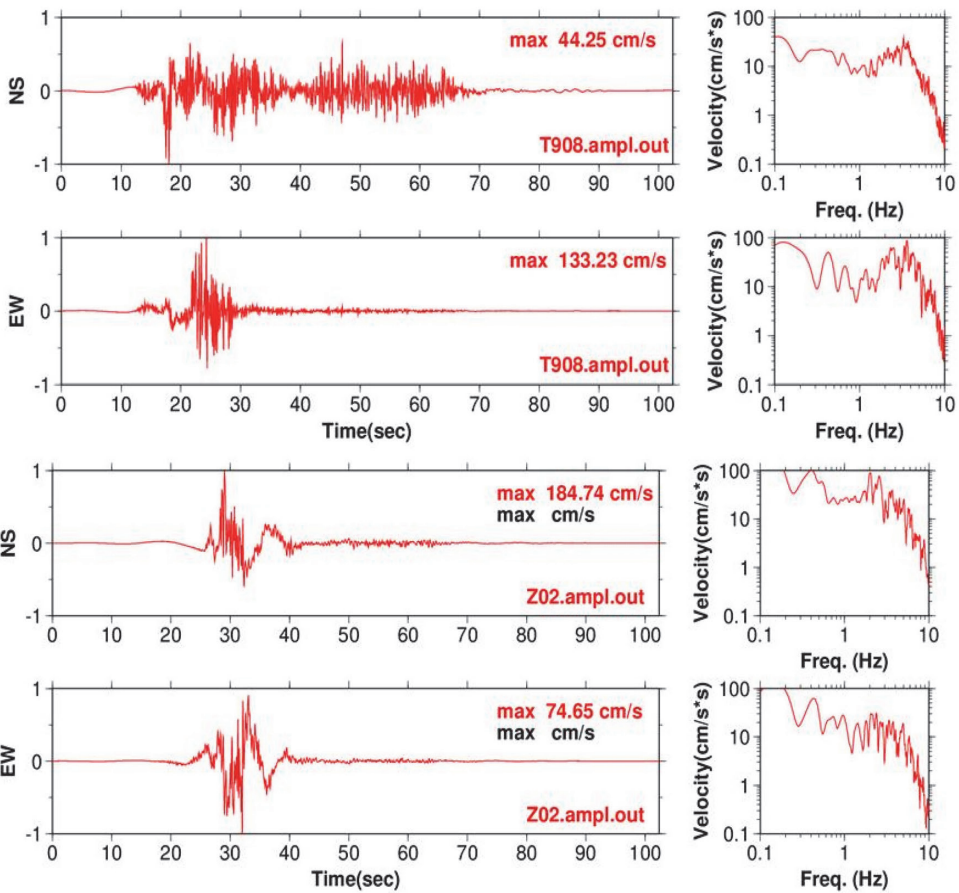 1
NS
0
-1
max 44.25 cm/s
T908.ampl.out
0 10 20 30 40 50 60 70 80 90 100
Velocity(cm/s*s)
100
10
1
0.1
0.1 1 10
Freq. (Hz)
1
EW
0
-1
max 133.23 cm/s
T908.ampl.out
0 10 20 30 40 50 60 70 80 90 100
Time(sec)
Velocity(cm/s*s)
100
10
1
0.1
0.1 1 10
Freq. (Hz)
1
NS
0
-1
max 184.74 cm/s
max cm/s
Z02.ampl.out
0 10 20 30 40 50 60 70 80 90 100
Velocity(cm/s*s)
100
10
1
0.1
0.1 1 10
Freq. (Hz)
1
EW
0
-1
max 74.65 cm/s
max cm/s
Z02.ampl.out
0 10 20 30 40 50 60 70 80 90 100
Time(sec)
Velocity(cm/s*s)
100
10
1
0.1
0.1 1 10
Freq. (Hz)